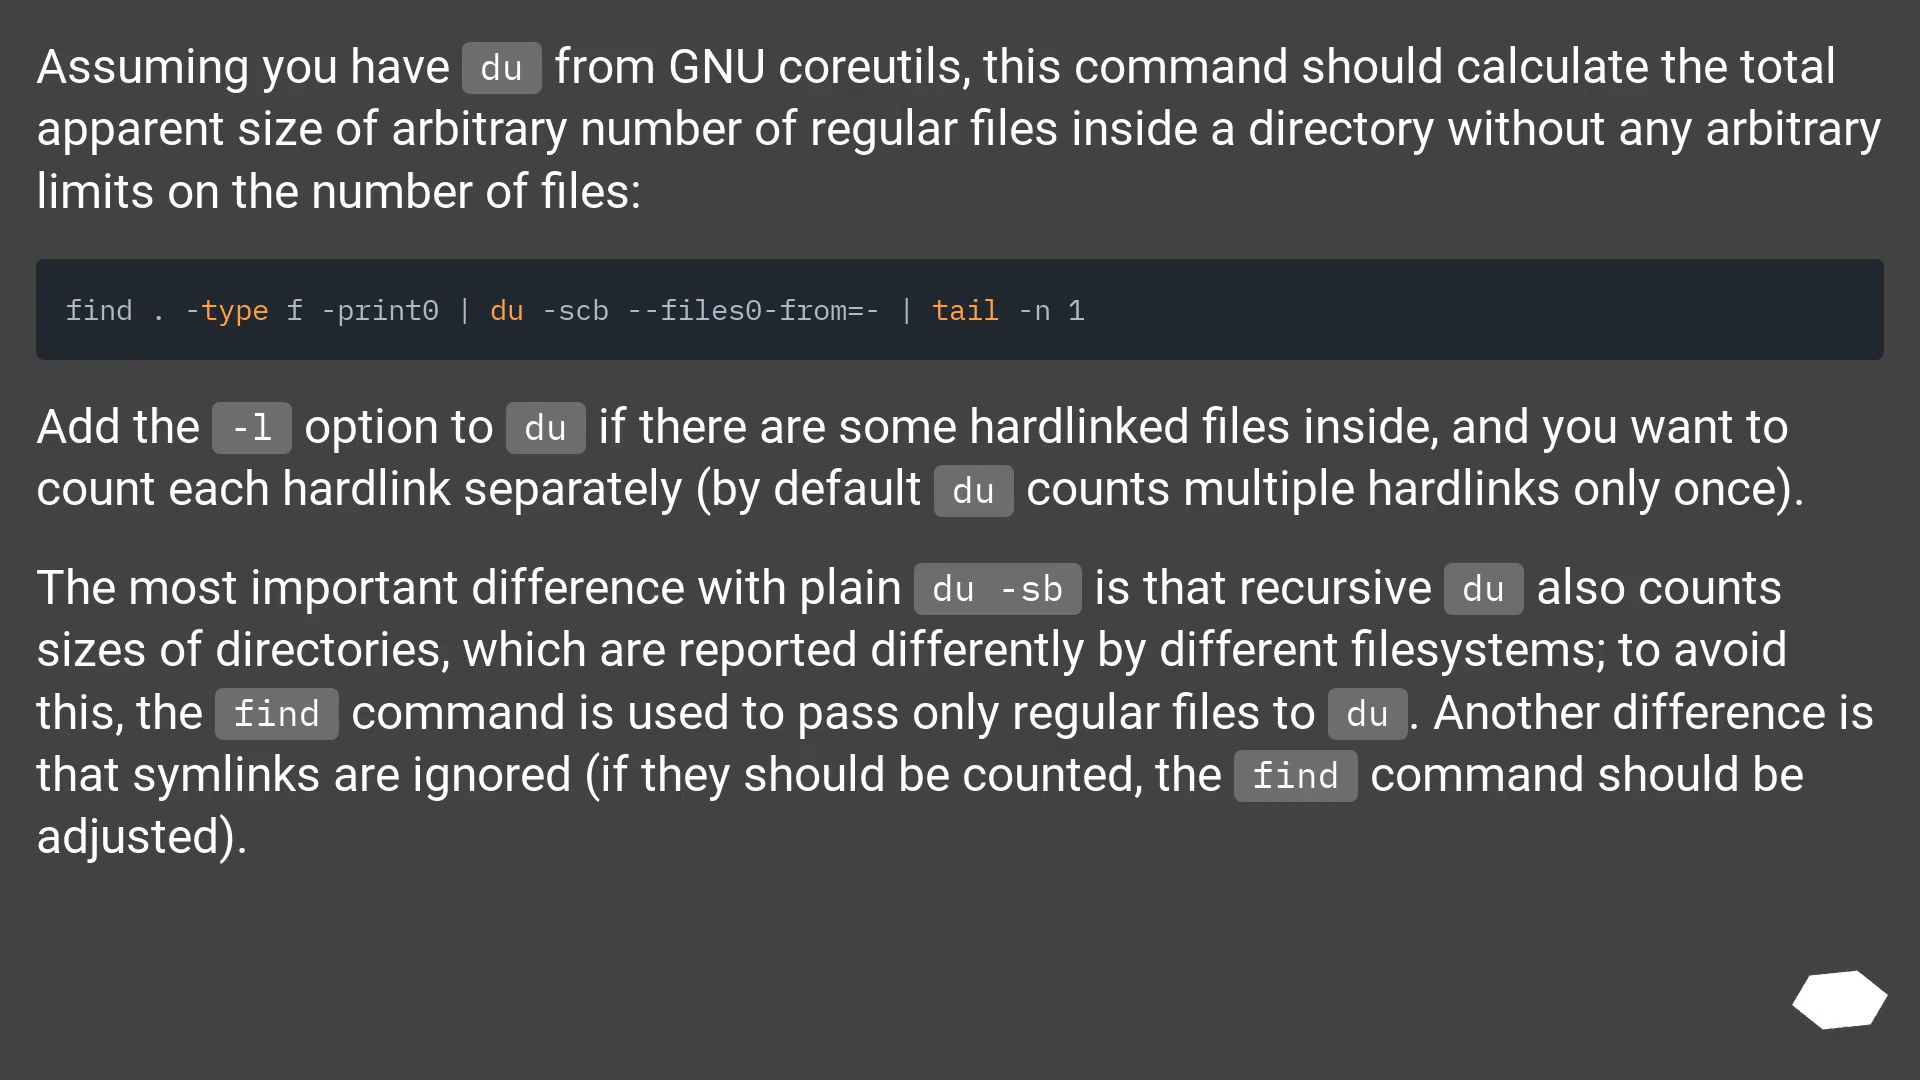 Assuming you have du from GNU coreutils, this command should calculate the total
apparent size of arbitrary number of regular files inside a directory without any arbitrary
limits on the number of files:
find . -type f -print0 | du -scb --files0-from=- | tail -n 1
Add the -l option to du if there are some hardlinked files inside, and you want to
count each hardlink separately (by default du counts multiple hardlinks only once).
The most important difference with plain du -sb is that recursive du also counts
sizes of directories, which are reported differently by different filesystems; to avoid
this, the find command is used to pass only regular files to du. Another difference is
that symlinks are ignored (if they should be counted, the find command should be
adjusted).